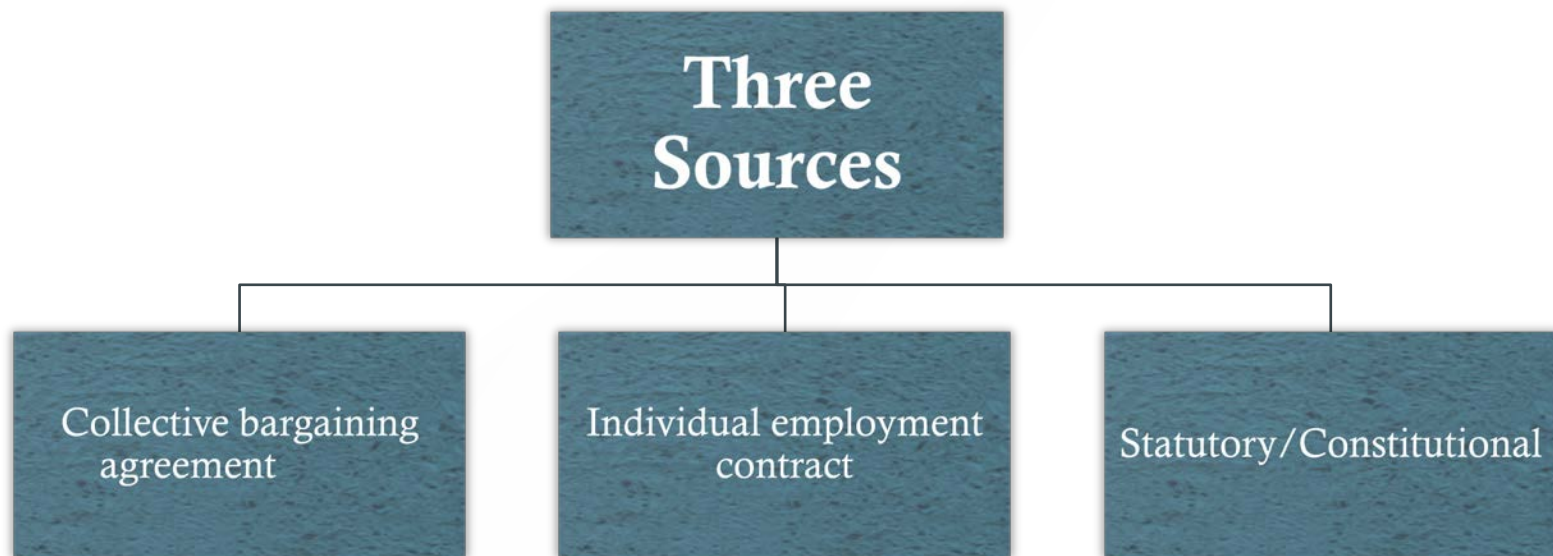 Three
Sources
Collective bargaining
agreement
Individual employment
contract
Statutory/Constitutional